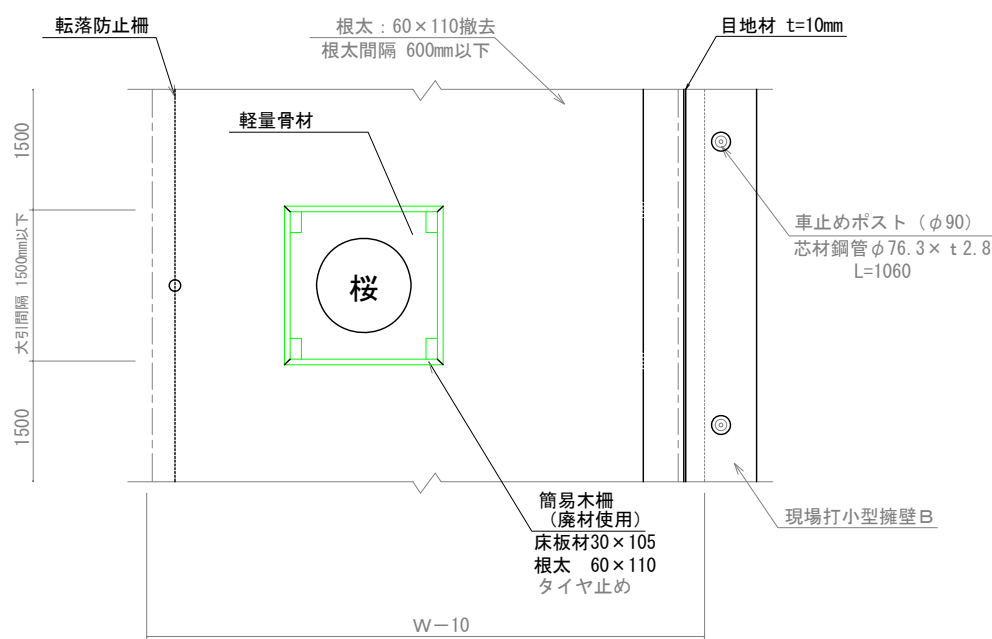 転落防止柵
根太：60×110撤去
根太間隔 600mm以下
目地材 t=10mm
軽量骨材
1500
大引間隔 1500mm以下
1500
桜
車止めポスト（φ90）
芯材鋼管φ76.3×ｔ2.8
L=1060
簡易木柵
（廃材使用）
床板材30×105
根太　60×110
タイヤ止め
現場打小型擁壁Ｂ
Ｗ－10